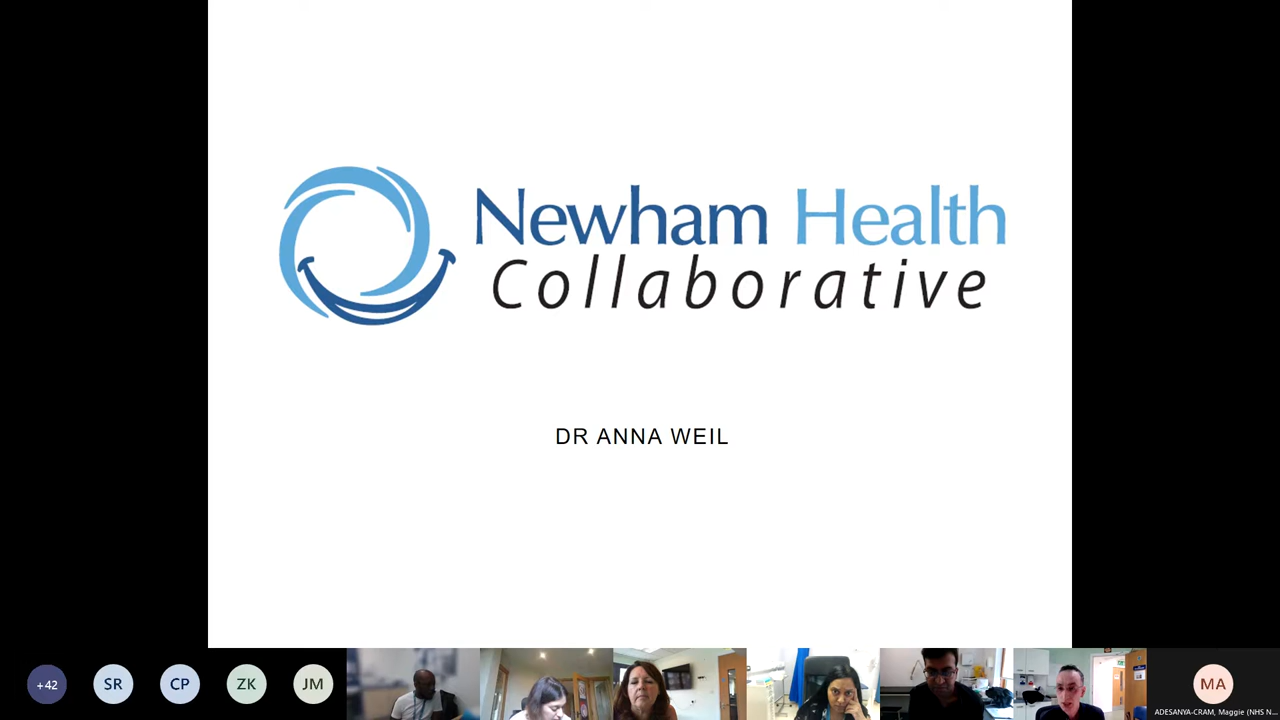 Newham Health
Collaborative
DR ANNA WEIL
+42
SR
CP
ZK
JM
MA
ADESANYA-CRAM, Maggie (NHS N...